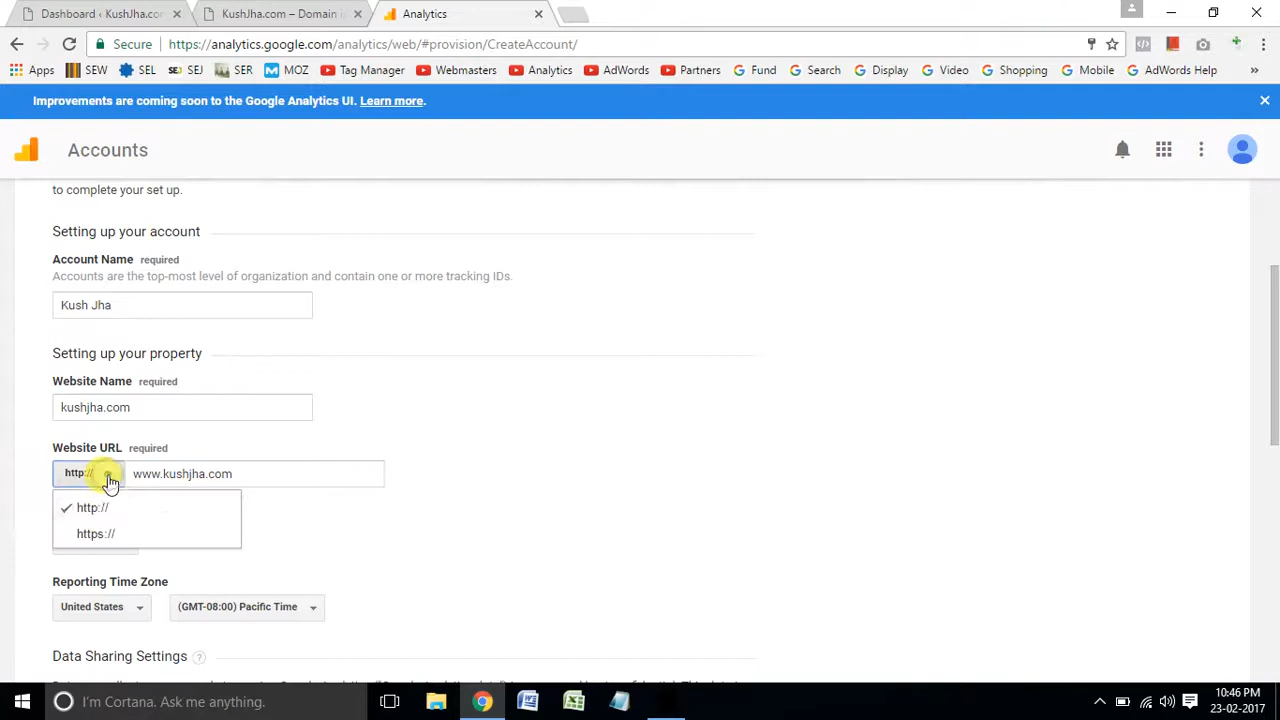 Dashboard ‹ KushJha.co
KushJha.com – Domain i
Analytics
Secure
https://analytics.google.com/analytics/web/#provision/CreateAccount/
Apps
SEW
SEL
SEJ
SER
MOZ
Tag Manager
Webmasters
Analytics
AdWords
Partners
Fund
Search
Display
Video
Shopping
Mobile
AdWords Help
»
Improvements are coming soon to the Google Analytics UI. Learn more.
Accounts
to complete your set up.
Setting up your account
Account Name required
Accounts are the top-most level of organization and contain one or more tracking IDs.
Kush Jha
Setting up your property
Website Name required
kushjha.com
Website URL required
http://
www.kushjha.com
http://
https://
Reporting Time Zone
United States
(GMT-08:00) Pacific Time
Data Sharing Settings ?
I'm Cortana. Ask me anything.
10:46 PM
23-02-2017